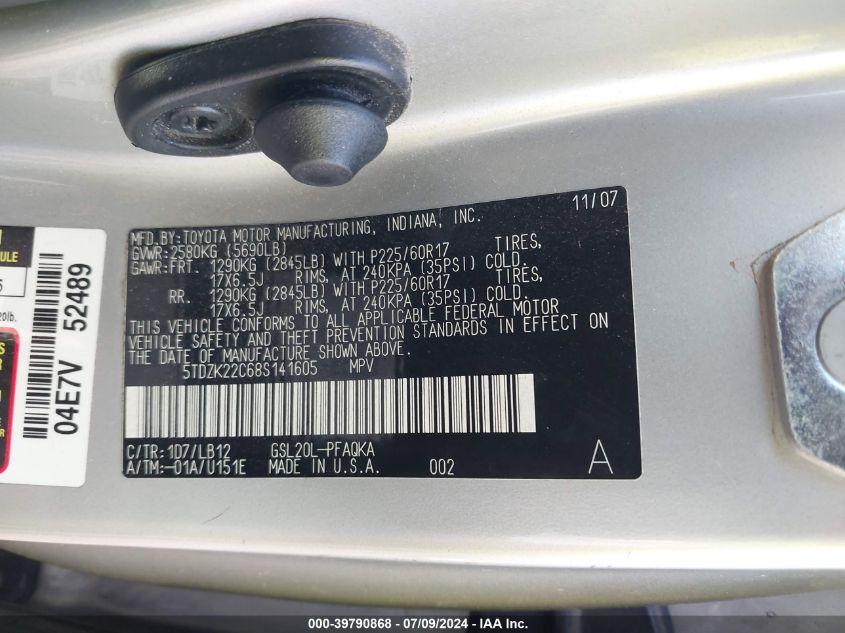 MFD.BY:TOYOTA MOTOR MANUFACTURING, INDIANA, INC. 11/07
GVWR:2580KG (5690LB)
GAWR:FRT. 1290KG (2845LB) WITH P225/60R17 TIRES,
17X6.5J RIMS, AT 240KPA (35PSI) COLD.
RR. 1290KG (2845LB) WITH P225/60R17 TIRES,
17X6.5J RIMS, AT 240KPA (35PSI) COLD.
THIS VEHICLE CONFORMS TO ALL APPLICABLE FEDERAL MOTOR
VEHICLE SAFETY AND THEFT PREVENTION STANDARDS IN EFFECT ON
THE DATE OF MANUFACTURE SHOWN ABOVE.
5TDZK22C68S141605 MPV
C/TR:1D7/LB12 GSL20L-PFAQKA
A/TM:-01A/U151E MADE IN U.S.A. 002 A
04E7V 52489
20lb.
000-39790868 - 07/09/2024 - IAA Inc.